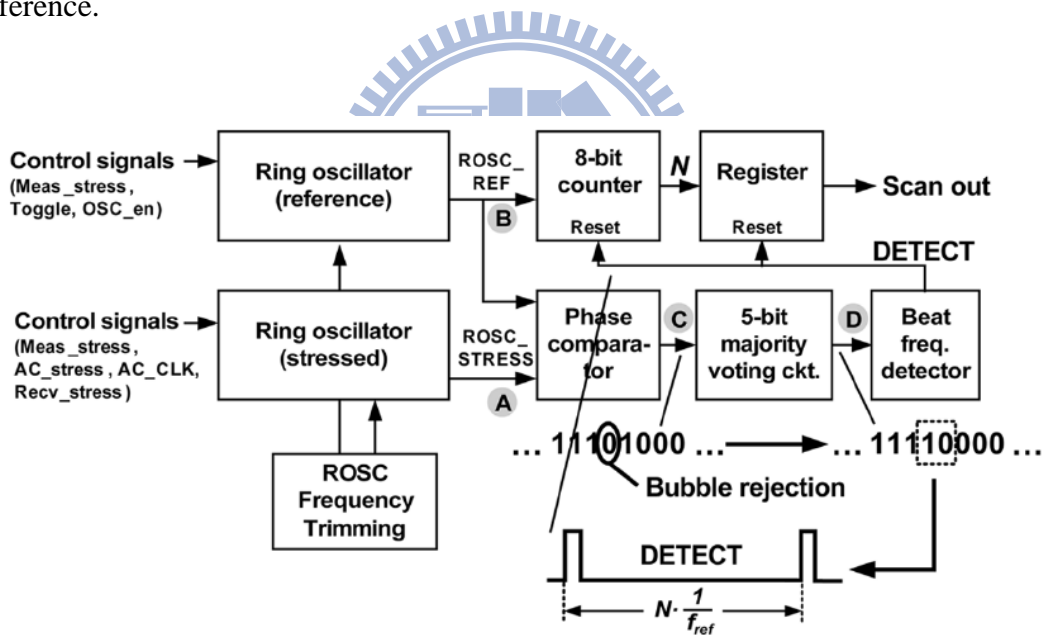 ference.
Control signals
(Meas_stress,
Toggle, OSC_en)
Ring oscillator
(reference)
ROSC_
REF
B
8-bit
counter
Reset
N
Register
Reset
Scan out
DETECT
Control signals
(Meas_stress,
AC_stress, AC_CLK,
Recv_stress)
Ring oscillator
(stressed)
ROSC_
STRESS
A
Phase
compara-
tor
C
5-bit
majority
voting ckt.
D
Beat
freq.
detector
ROSC
Frequency
Trimming
... 11101000 ...
... 11110000 ...
Bubble rejection
DETECT
N· 1/f_ref